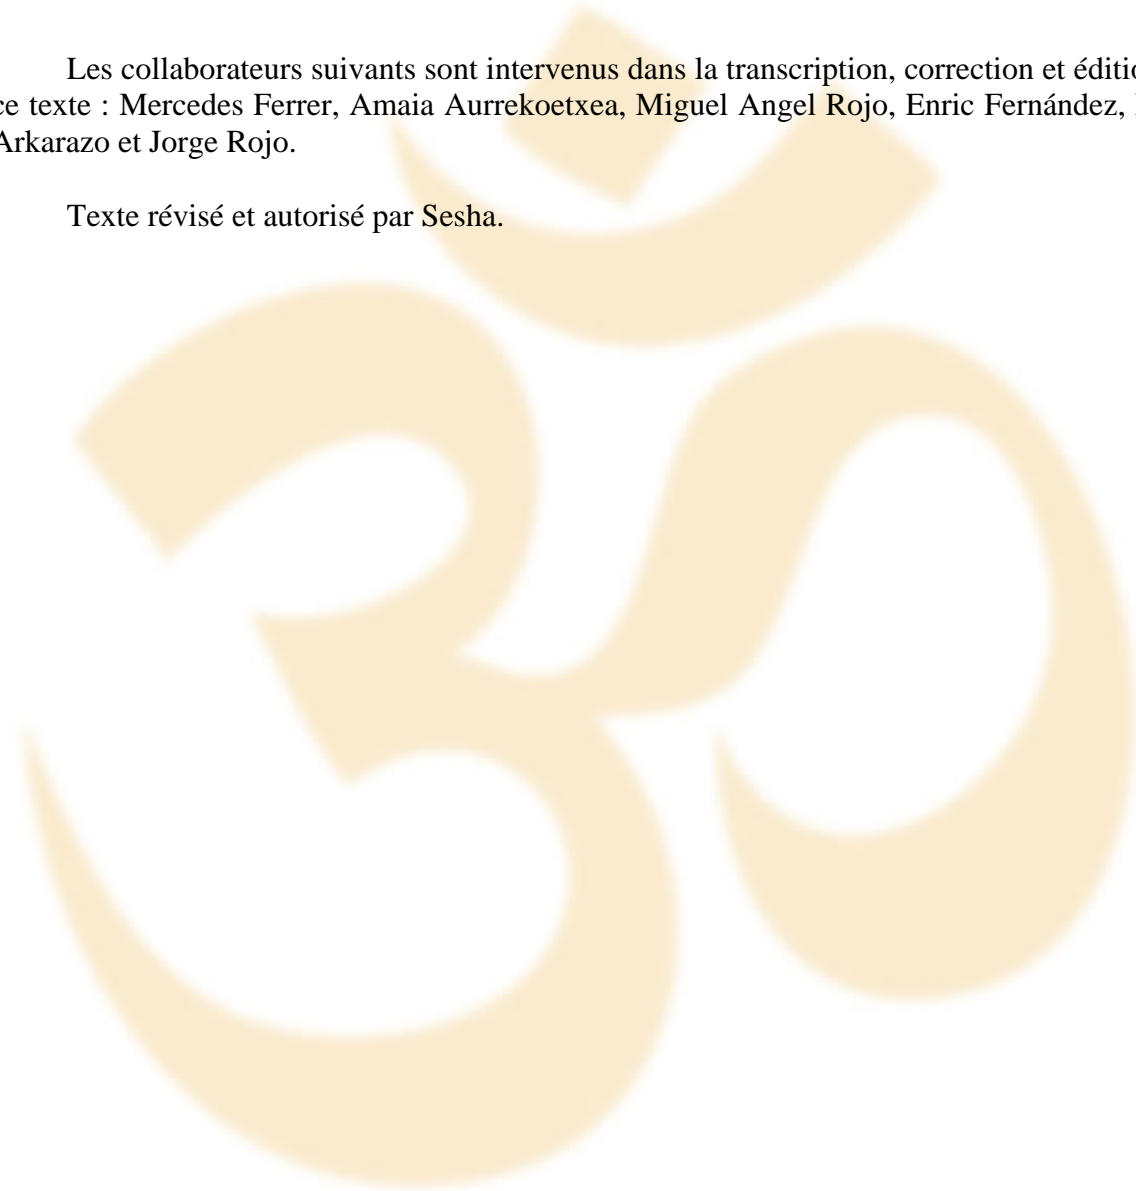 Les collaborateurs suivants sont intervenus dans la transcription, correction et éditio
ce texte : Mercedes Ferrer, Amaia Aurrekoetxea, Miguel Angel Rojo, Enric Fernández,
Arkarazo et Jorge Rojo.
Texte révisé et autorisé par Sesha.
ॐ